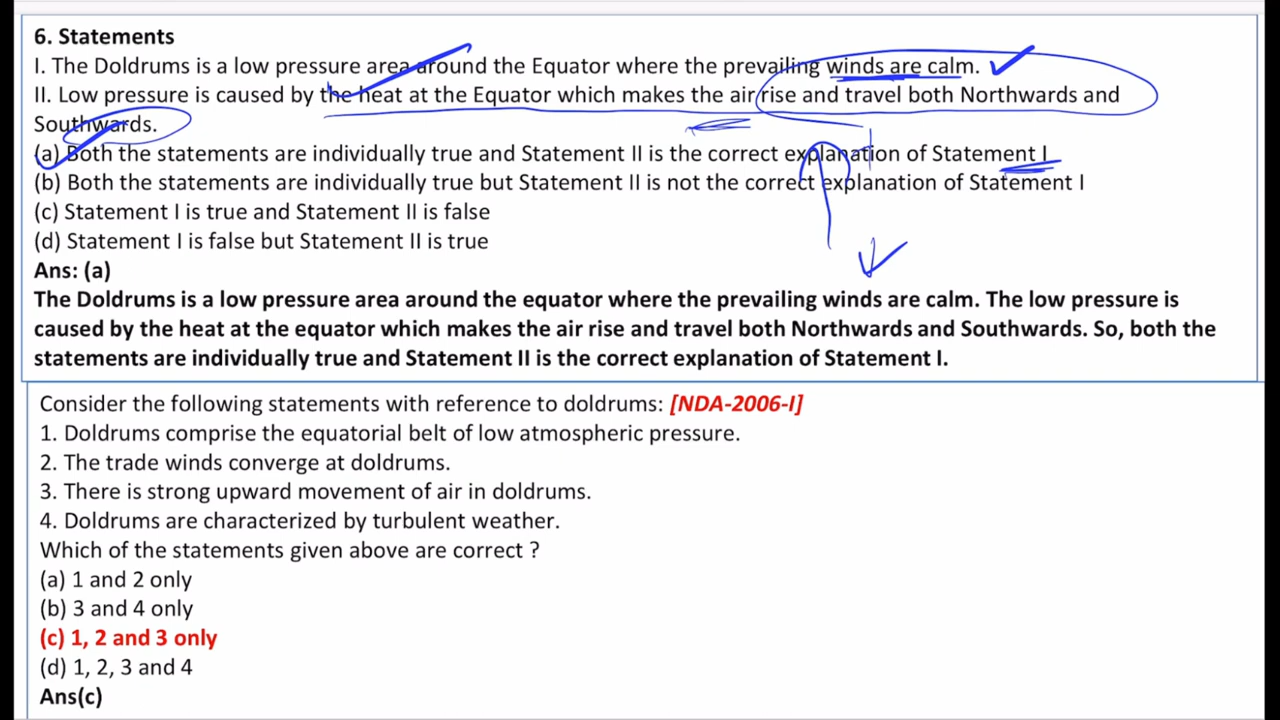 6. Statements
I. The Doldrums is a low pressure area around the Equator where the prevailing winds are calm.
II. Low pressure is caused by the heat at the Equator which makes the air rise and travel both Northwards and
Southwards.
(a) Both the statements are individually true and Statement II is the correct explanation of Statement I
(b) Both the statements are individually true but Statement II is not the correct explanation of Statement I
(c) Statement I is true and Statement II is false
(d) Statement I is false but Statement II is true
Ans: (a)
The Doldrums is a low pressure area around the equator where the prevailing winds are calm. The low pressure is
caused by the heat at the equator which makes the air rise and travel both Northwards and Southwards. So, both the
statements are individually true and Statement II is the correct explanation of Statement I.
Consider the following statements with reference to doldrums: [NDA-2006-I]
1. Doldrums comprise the equatorial belt of low atmospheric pressure.
2. The trade winds converge at doldrums.
3. There is strong upward movement of air in doldrums.
4. Doldrums are characterized by turbulent weather.
Which of the statements given above are correct ?
(a) 1 and 2 only
(b) 3 and 4 only
(c) 1, 2 and 3 only
(d) 1, 2, 3 and 4
Ans(c)